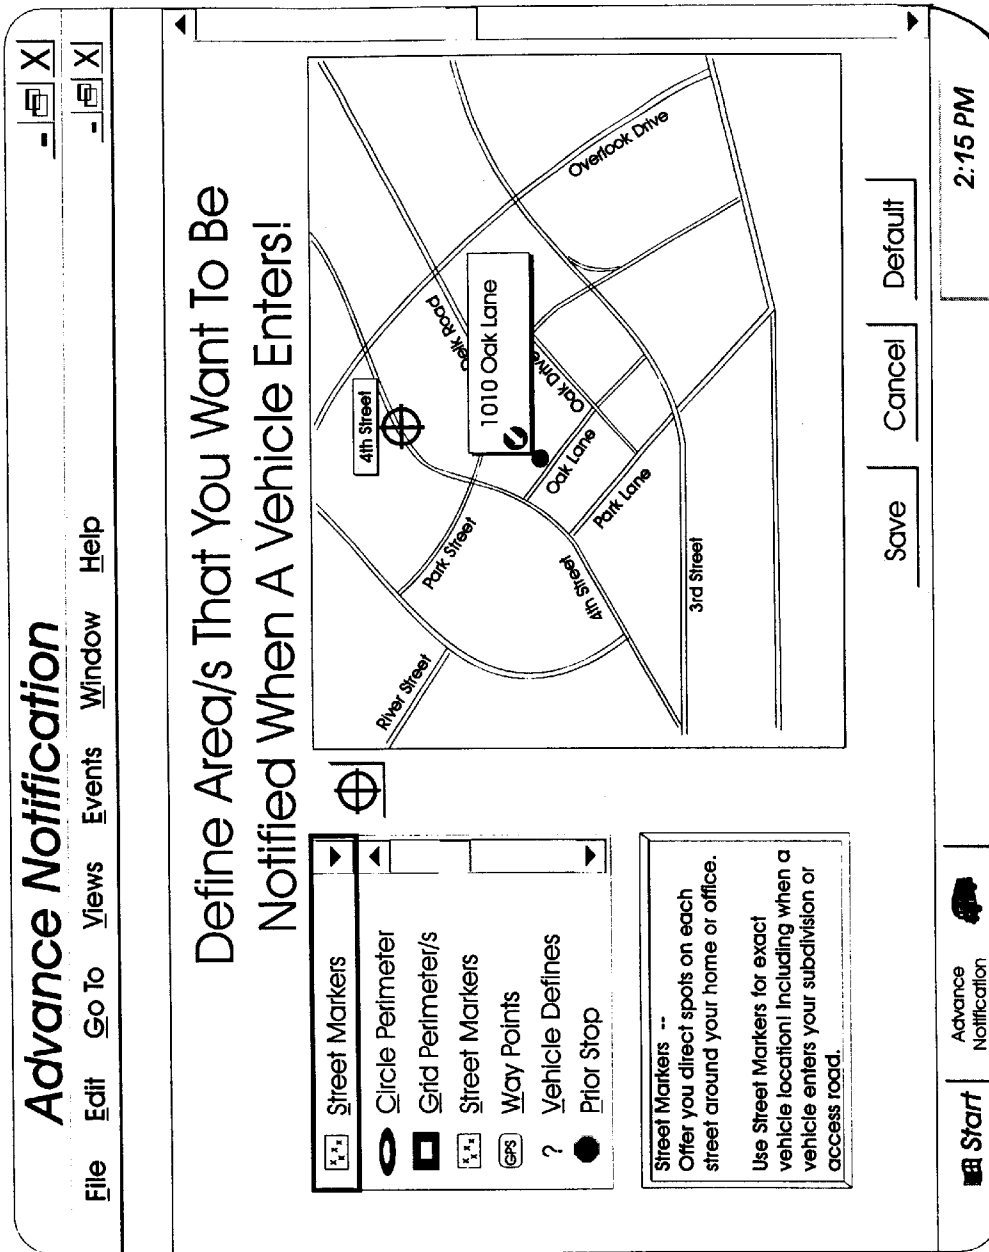 Advance Notification
- X
File Edit Go To Views Events Window Help
- X
Define Area/s That You Want To Be
Notified When A Vehicle Enters!
Street Markers
Circle Perimeter
Grid Perimeter/s
Street Markers
GPS Way Points
? Vehicle Defines
Prior Stop
Street Markers --
Offer you direct spots on each
street around your home or office.
Use Street Markers for exact
vehicle location! Including when a
vehicle enters your subdivision or
access road.
River Street
Park Street
4th Street
4th Street
Delk Road
1010 Oak Lane
Oak Drive
Oak Lane
Park Lane
3rd Street
Overlook Drive
Save
Cancel
Default
Start
Advance
Notification
2:15 PM